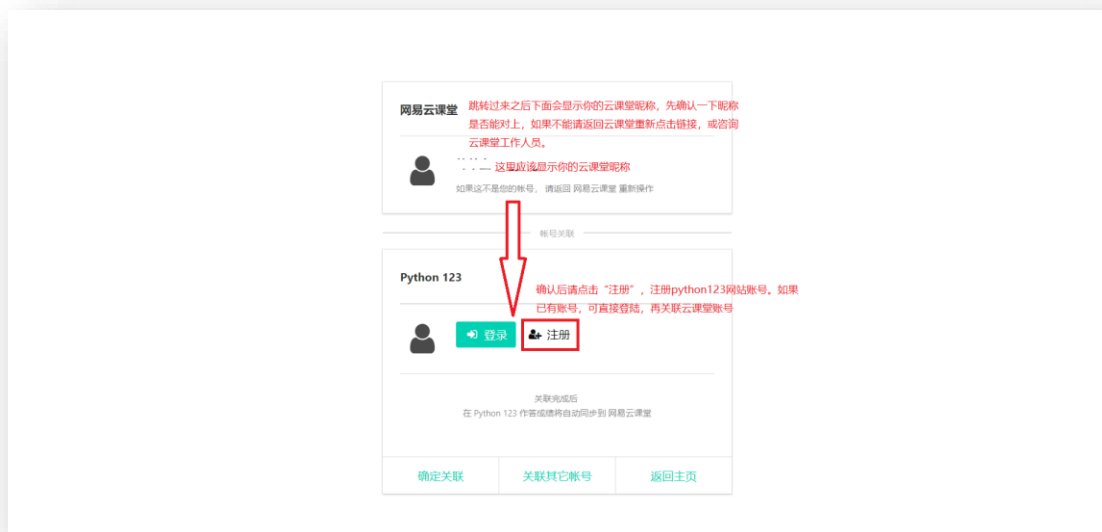 网易云课堂
跳转过来之后下面会显示你的云课堂昵称，先确认一下昵称
是否能对上，如果不能请返回云课堂重新点击链接，或咨询
云课堂工作人员。
这里应该显示你的云课堂昵称
如果这不是您的帐号， 请返回 网易云课堂 重新操作
帐号关联
Python 123
确认后请点击“注册”，注册python123网站账号。如果
已有账号，可直接登陆，再关联云课堂账号
登录 注册
关联完成后
在 Python 123 作答成绩将自动同步到 网易云课堂
确定关联 关联其它帐号 返回主页